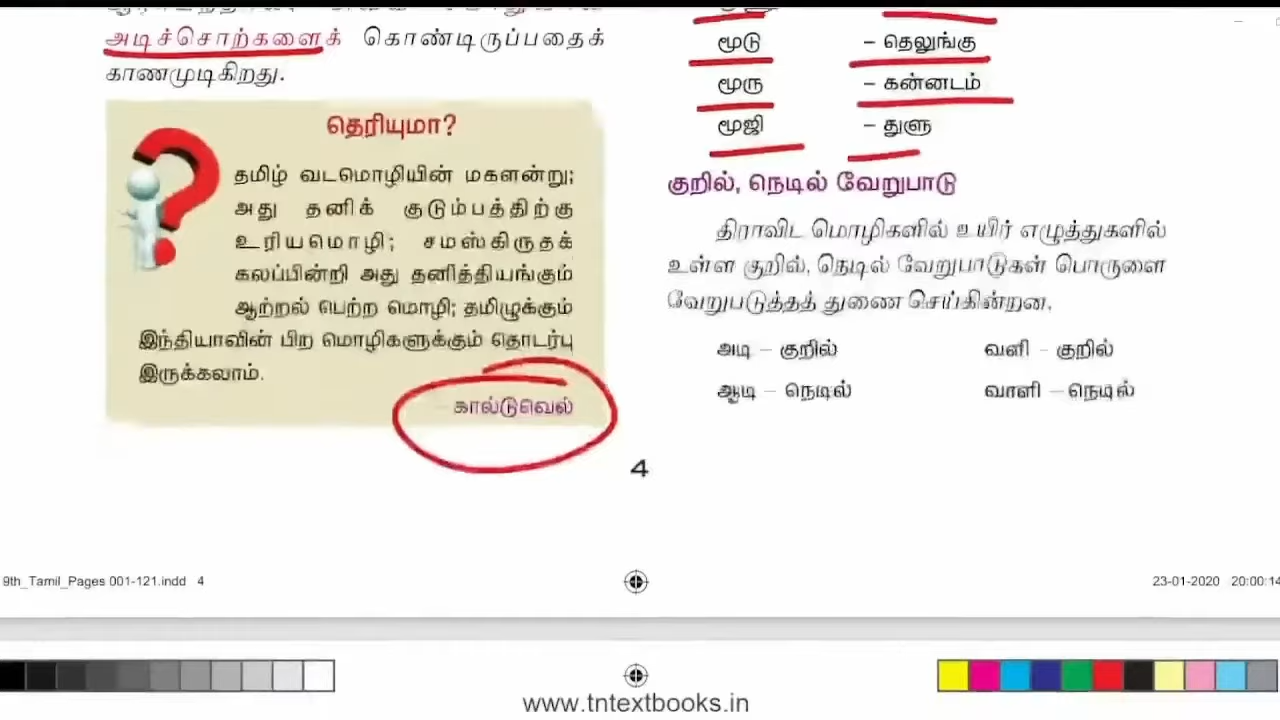 அடிச்சொற்களைக் கொண்டிருப்பதைக்
காணமுடிகிறது.
தெரியுமா?
தமிழ் வடமொழியின் மகளன்று;
அது தனிக் குடும்பத்திற்கு
உரியமொழி; சமஸ்கிருதக்
கலப்பின்றி அது தனித்தியங்கும்
ஆற்றல் பெற்ற மொழி; தமிழுக்கும்
இந்தியாவின் பிற மொழிகளுக்கும் தொடர்பு
இருக்கலாம்.
– கால்டுவெல்
மூடு – தெலுங்கு
மூரு – கன்னடம்
மூஜி – துளு
குறில், நெடில் வேறுபாடு
திராவிட மொழிகளில் உயிர் எழுத்துகளில்
உள்ள குறில், நெடில் வேறுபாடுகள் பொருளை
வேறுபடுத்தத் துணை செய்கின்றன.
அடி – குறில் வளி – குறில்
ஆடி – நெடில் வாளி – நெடில்
4
9th_Tamil_Pages 001-121.indd 4
23-01-2020 20:00:14
www.tntextbooks.in